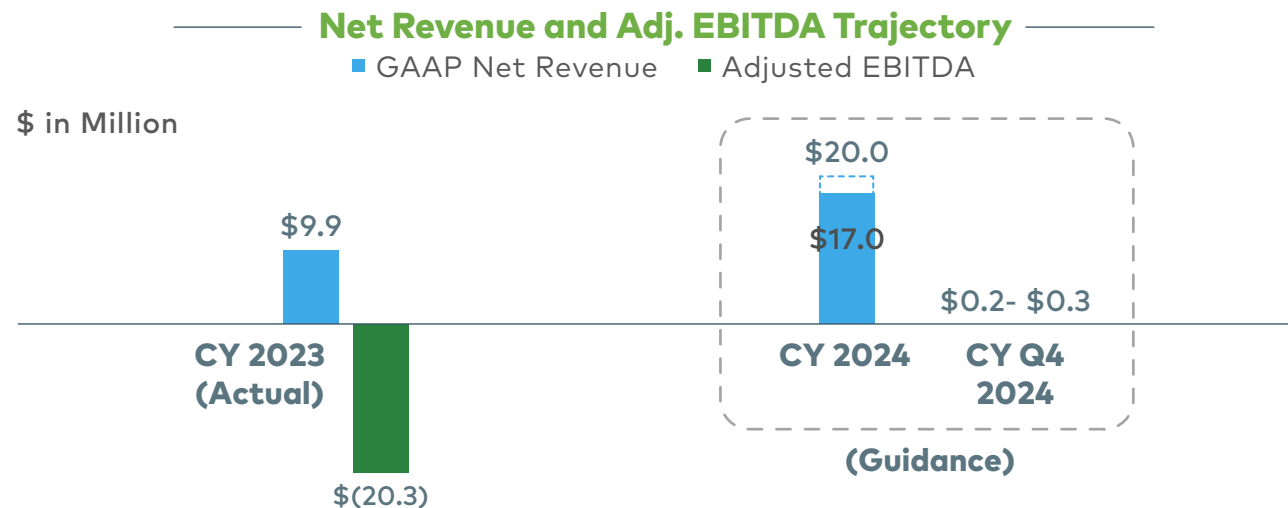 Net Revenue and Adj. EBITDA Trajectory
GAAP Net Revenue Adjusted EBITDA
$ in Million
$20.0
$9.9
$17.0
$0.2- $0.3
CY 2023
(Actual)
CY 2024
CY Q4
2024
(Guidance)
$(20.3)